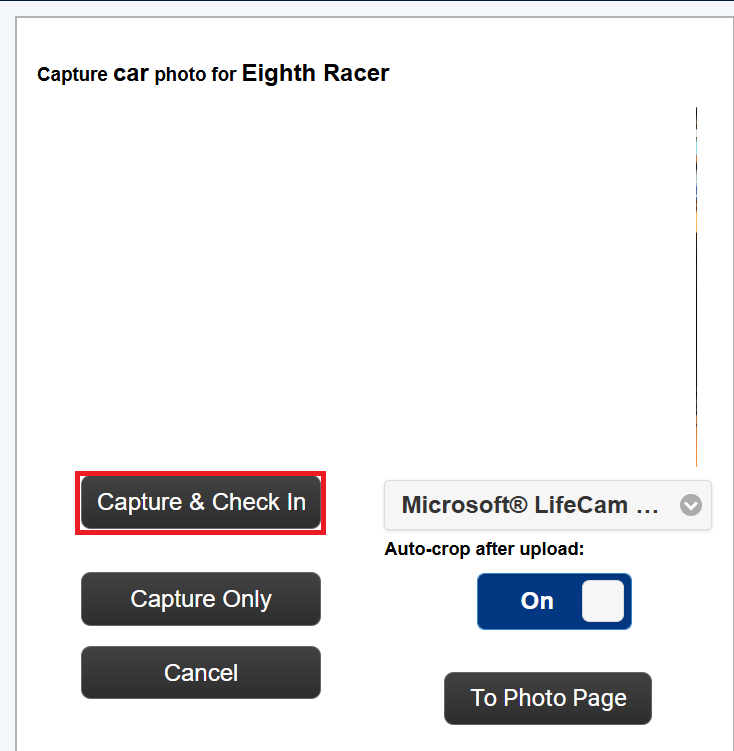 Capture car photo for Eighth Racer
Capture & Check In
Microsoft® LifeCam ...
Auto-crop after upload:
Capture Only
On
Cancel
To Photo Page